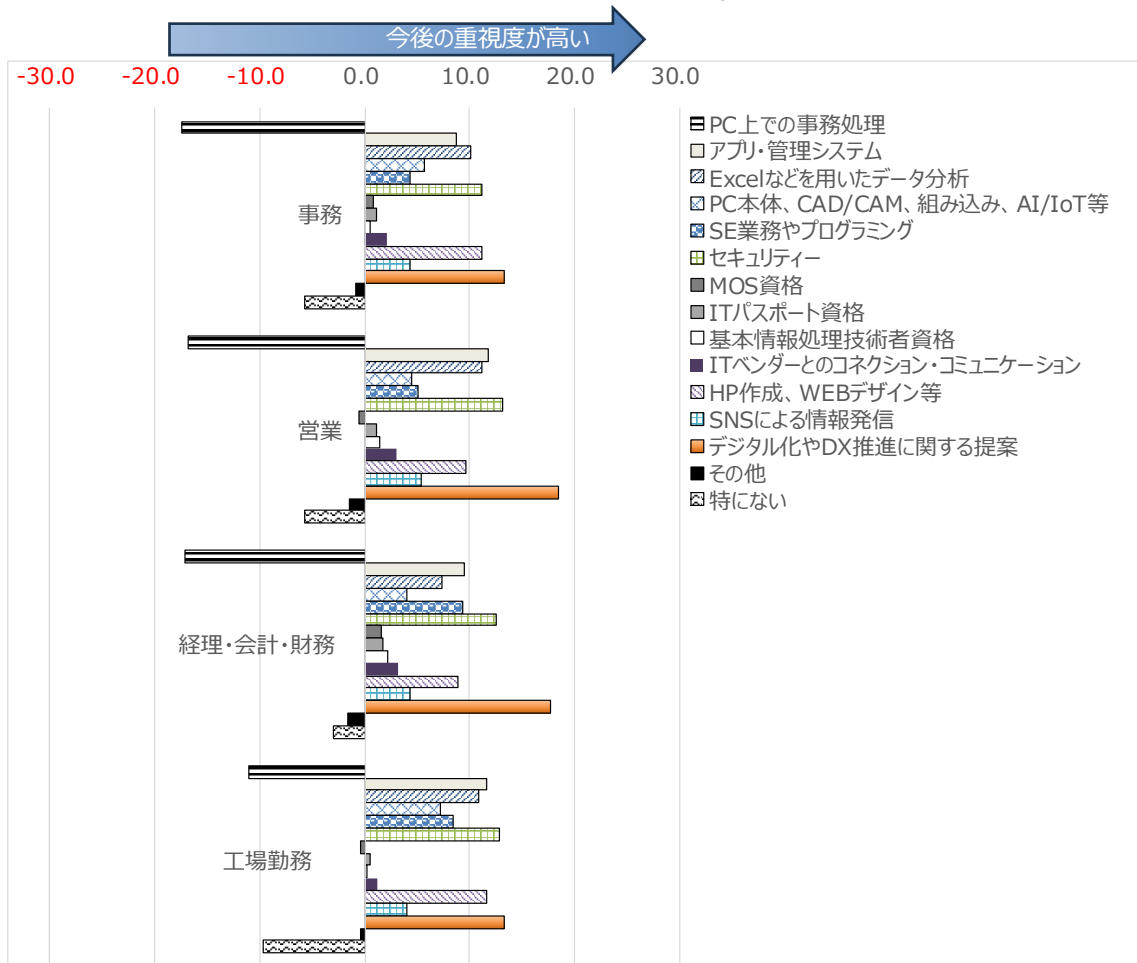 今後の重視度が高い
-30.0 -20.0 -10.0 0.0 10.0 20.0 30.0
PC上での事務処理
アプリ・管理システム
Excelなどを用いたデータ分析
PC本体、CAD/CAM、組み込み、AI/IoT等
SE業務やプログラミング
セキュリティー
MOS資格
ITパスポート資格
基本情報処理技術者資格
ITベンダーとのコネクション・コミュニケーション
HP作成、WEBデザイン等
SNSによる情報発信
デジタル化やDX推進に関する提案
その他
特にない
事務
営業
経理・会計・財務
工場勤務